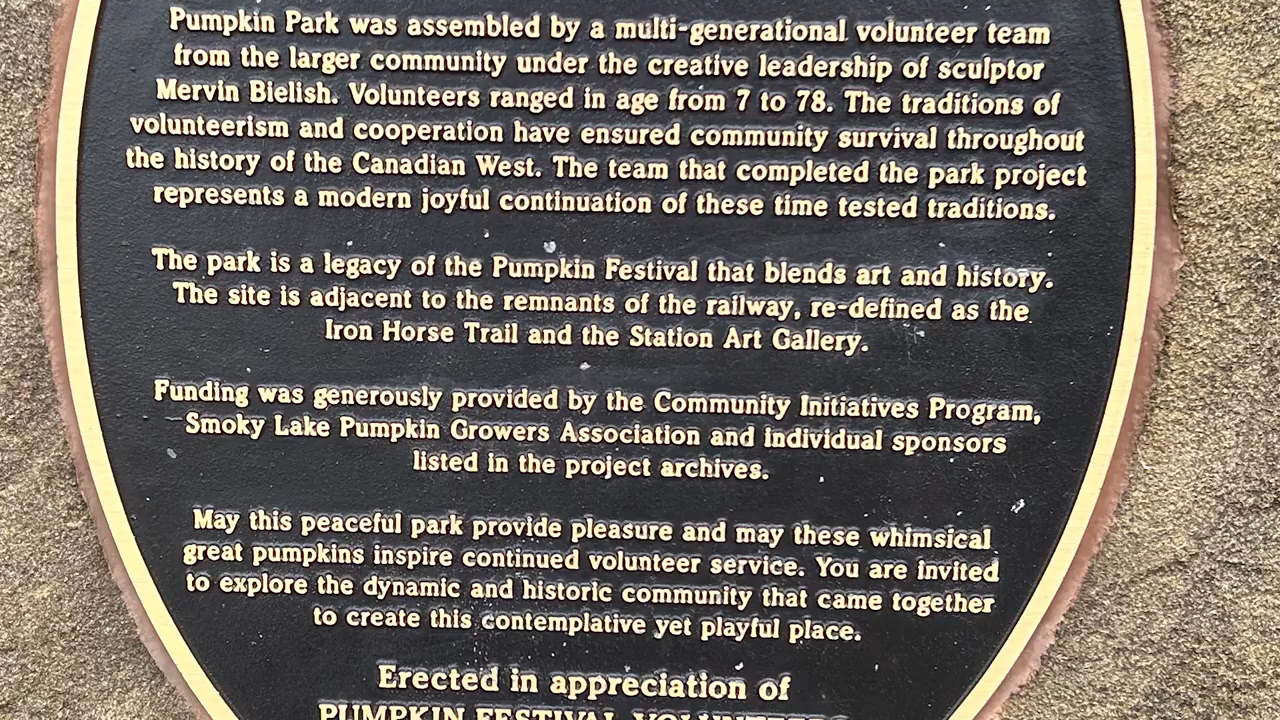 Pumpkin Park was assembled by a multi-generational volunteer team
from the larger community under the creative leadership of sculptor
Mervin Bielish. Volunteers ranged in age from 7 to 78. The traditions of
volunteerism and cooperation have ensured community survival throughout
the history of the Canadian West. The team that completed the park project
represents a modern joyful continuation of these time tested traditions.
The park is a legacy of the Pumpkin Festival that blends art and history.
The site is adjacent to the remnants of the railway, re-defined as the
Iron Horse Trail and the Station Art Gallery.
Funding was generously provided by the Community Initiatives Program,
Smoky Lake Pumpkin Growers Association and individual sponsors
listed in the project archives.
May this peaceful park provide pleasure and may these whimsical
great pumpkins inspire continued volunteer service. You are invited
to explore the dynamic and historic community that came together
to create this contemplative yet playful place.
Erected in appreciation of
PUMPKIN FESTIVAL VOLUNTEERS